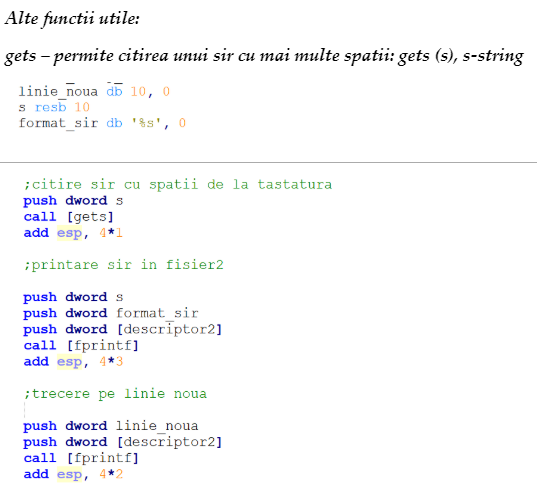 Alte functii utile:
gets – permite citirea unui sir cu mai multe spatii: gets (s), s-string
linie_noua db 10, 0
s resb 10
format_sir db '%s', 0
;citire sir cu spatii de la tastatura
push dword s
call [gets]
add esp, 4*1
;printare sir in fisier2
push dword s
push dword format_sir
push dword [descriptor2]
call [fprintf]
add esp, 4*3
;trecere pe linie noua
push dword linie_noua
push dword [descriptor2]
call [fprintf]
add esp, 4*2